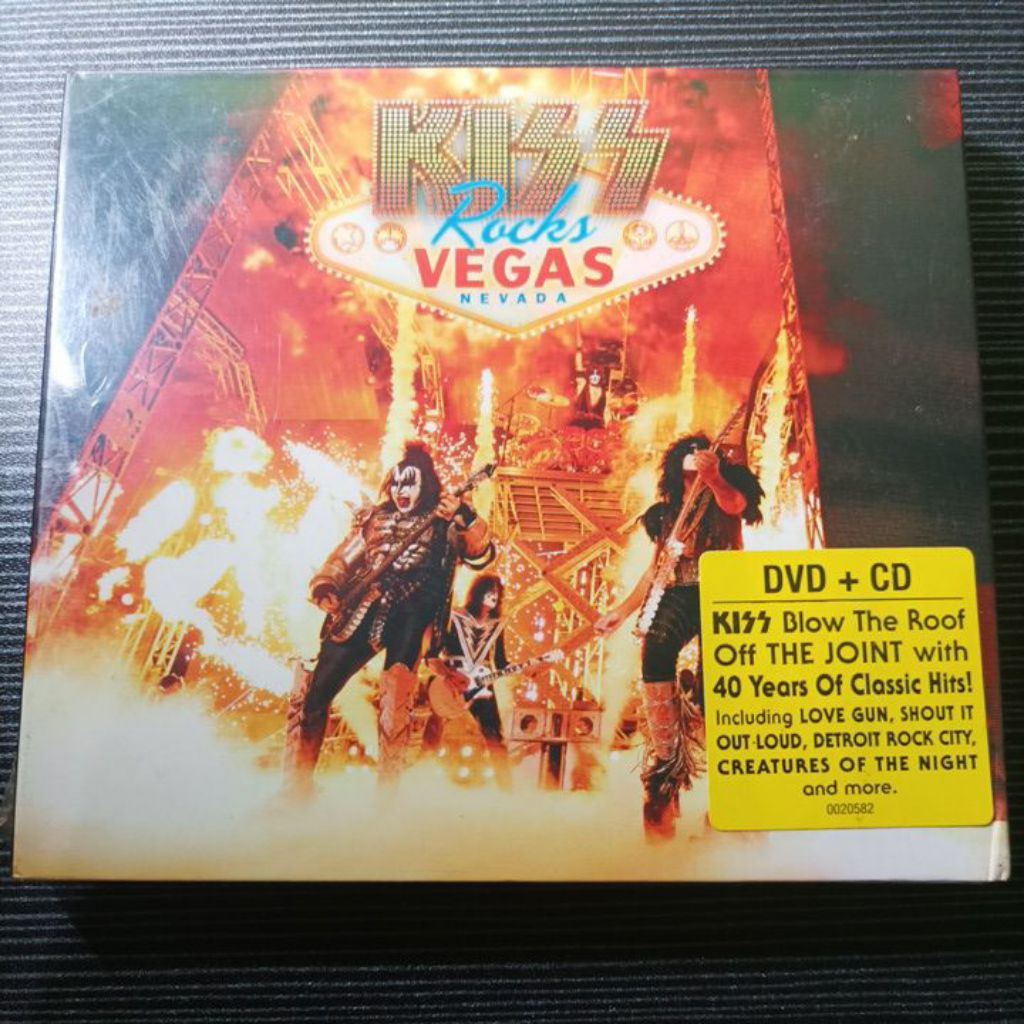 KISS
Rocks
VEGAS
NEVADA
DVD + CD
KISS Blow The Roof
Off THE JOINT with
40 Years Of Classic Hits!
Including LOVE GUN, SHOUT IT
OUT LOUD, DETROIT ROCK CITY,
CREATURES OF THE NIGHT
and more.
0020582